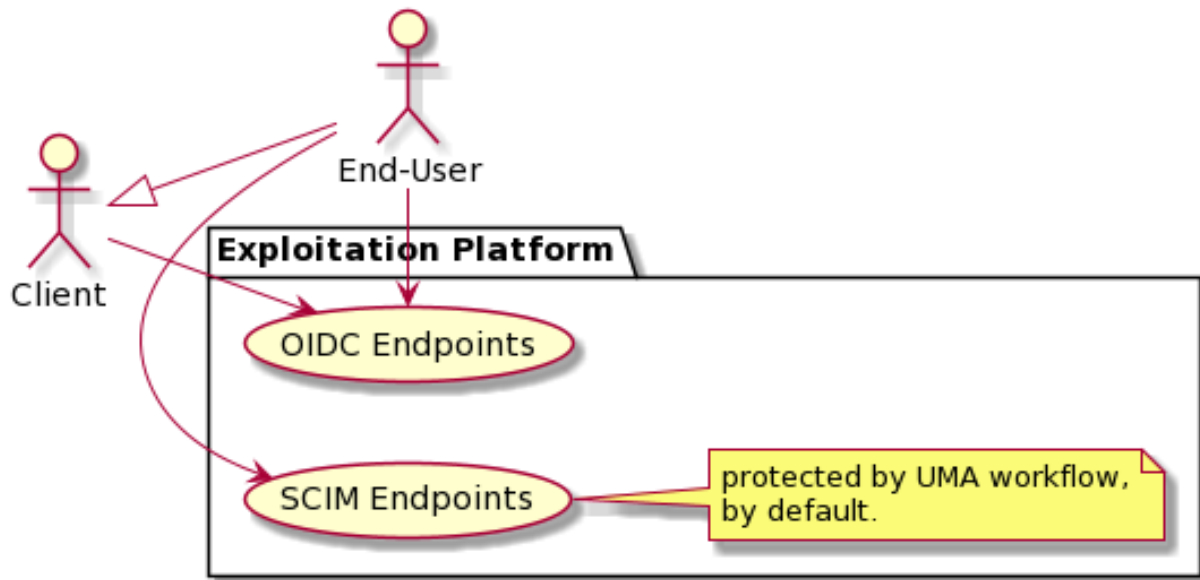 End-User
Client
Exploitation Platform
OIDC Endpoints
SCIM Endpoints
protected by UMA workflow,
by default.